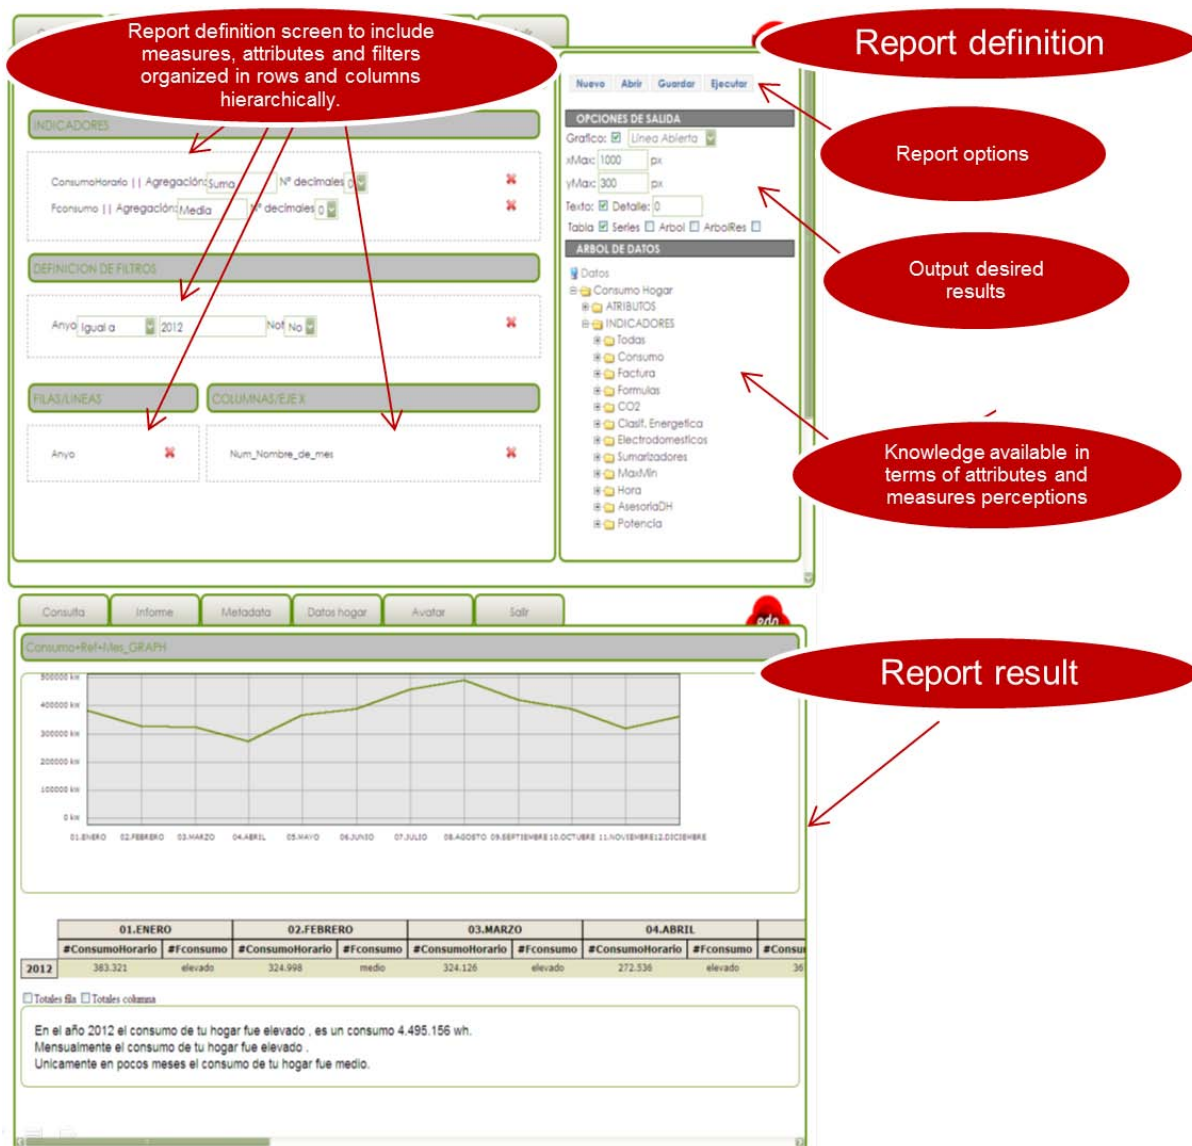 Report definition screen to include
measures, attributes and filters
organized in rows and columns
hierarchically.
Report definition
Nuevo Abrir Guardar Ejecutar
Report options
INDICADORES
OPCIONES DE SALIDA
Grafico: Linea Abierta
xMax: 1000 px
yMax: 300 px
Texto: Detalle: 0
Tabla Series Arbol ArbolRes
ConsumoHorario || Agregación: Suma Nº decimales 0
Fconsumo || Agregación: Media Nº decimales 0
Output desired
results
DEFINICION DE FILTROS
Anyo Igual a 2012 Not No
ARBOL DE DATOS
Datos
Consumo Hogar
ATRIBUTOS
INDICADORES
Todas
Consumo
Factura
Formulas
CO2
Clasif. Energetica
Electrodomesticos
Sumarizadores
MaxMin
Hora
AsesoriaDH
Potencia
FILAS/LINEAS COLUMNAS/EJE X
Anyo Num_Nombre_de_mes
Knowledge available in
terms of attributes and
measures perceptions
Consulta Informe Metadata Datos hogar Avatar Salir
edp
Consumo+Ref+Mes_GRAPH
Report result
500000 kw
400000 kw
300000 kw
200000 kw
100000 kw
0 kw
01.ENERO 02.FEBRERO 03.MARZO 04.ABRIL 05.MAYO 06.JUNIO 07.JULIO 08.AGOSTO 09.SEPTIEMBRE 10.OCTUBRE 11.NOVIEMBRE 12.DICIEMBRE
01.ENERO 02.FEBRERO 03.MARZO 04.ABRIL
#ConsumoHorario #Fconsumo #ConsumoHorario #Fconsumo #ConsumoHorario #Fconsumo #ConsumoHorario #Fconsumo #Consu
2012 383.321 elevado 324.998 medio 324.126 elevado 272.536 elevado 36
Totales fila Totales columna
En el año 2012 el consumo de tu hogar fue elevado , es un consumo 4.495.156 wh.
Mensualmente el consumo de tu hogar fue elevado .
Unicamente en pocos meses el consumo de tu hogar fue medio.